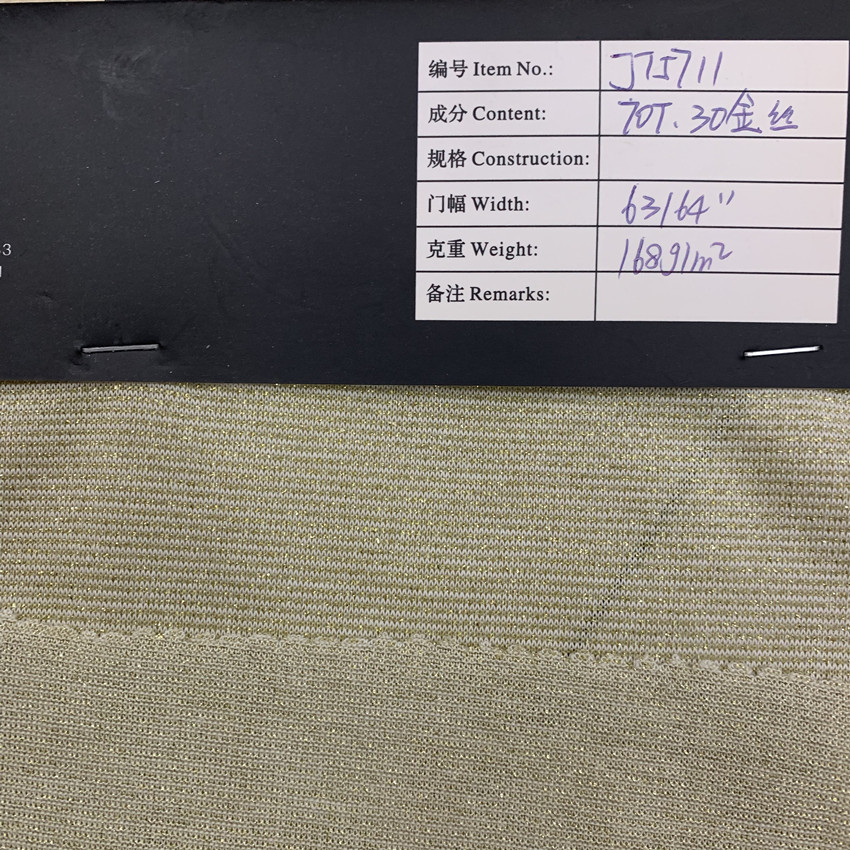 编号 Item No.: JT5711
成分 Content: 70T、30金丝
规格 Construction:
门幅 Width: 63/64"
克重 Weight: 168g/m²
备注 Remarks:
3